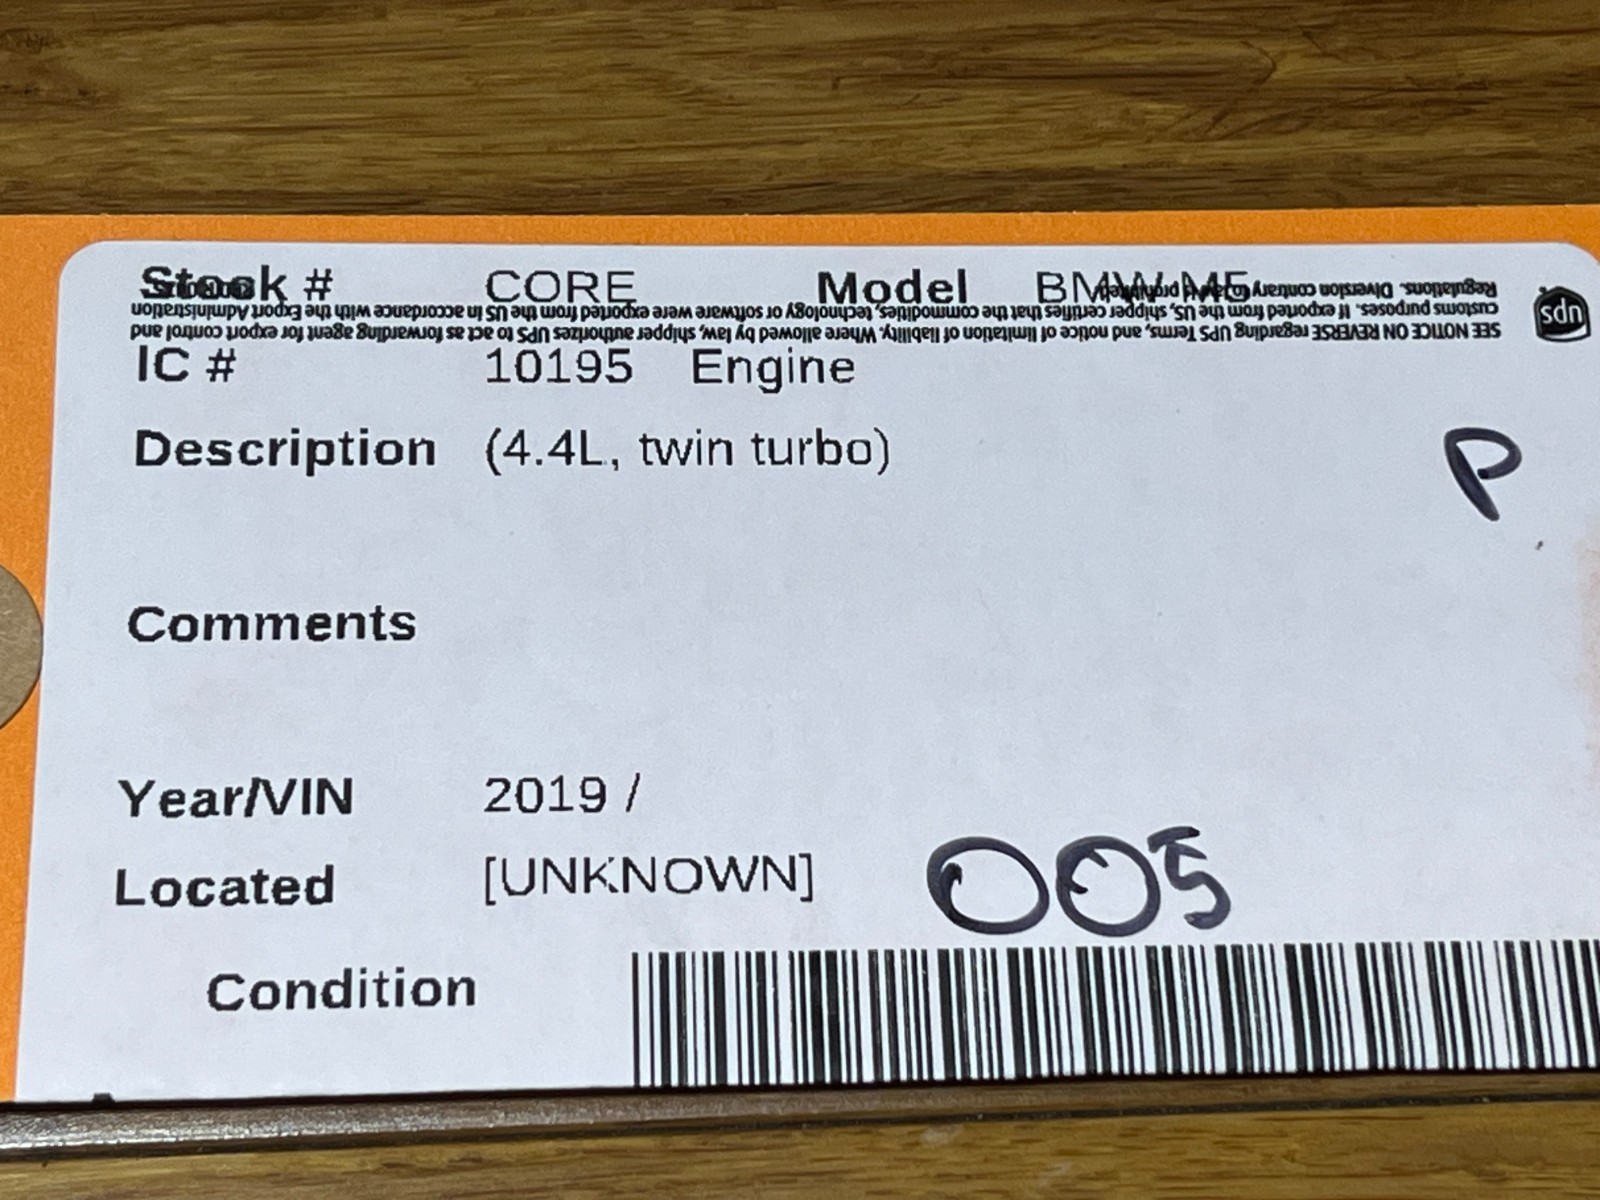 Stock # CORE Model BMW M5
SEE NOTICE ON REVERSE regarding UPS Terms, and notice of limitation of liability. Where allowed by law, shipper authorizes UPS to act as forwarding agent for export control and
customs purposes. If exported from the US, shipper certifies that the commodities, technology or software were exported from the US in accordance with the Export Administration
Regulations. Diversion contrary to law is prohibited.
ups
IC # 10195 Engine
Description (4.4L, twin turbo)
P
Comments
Year/VIN 2019 /
Located [UNKNOWN] 005
Condition